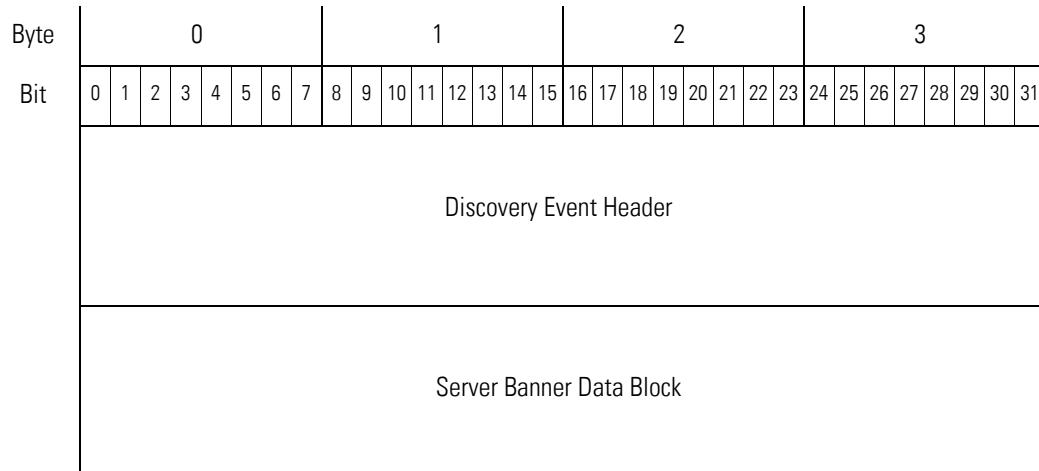 Byte 0 1 2 3
Bit 0 1 2 3 4 5 6 7 8 9 10 11 12 13 14 15 16 17 18 19 20 21 22 23 24 25 26 27 28 29 30 31
Discovery Event Header
Server Banner Data Block